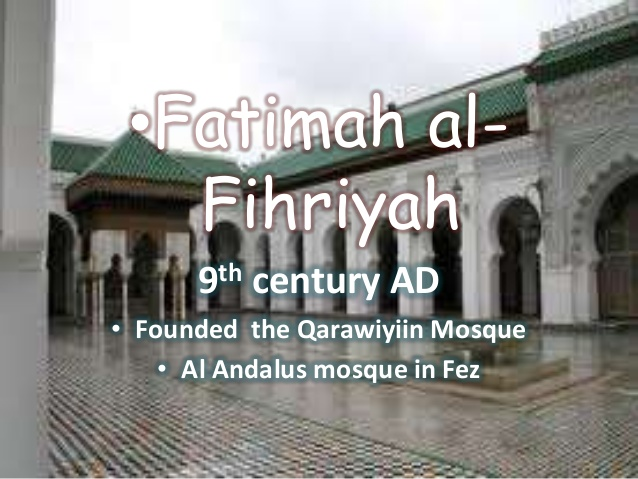 •Fatimah al-
Fihriyah
9th century AD
• Founded the Qarawiyiin Mosque
• Al Andalus mosque in Fez